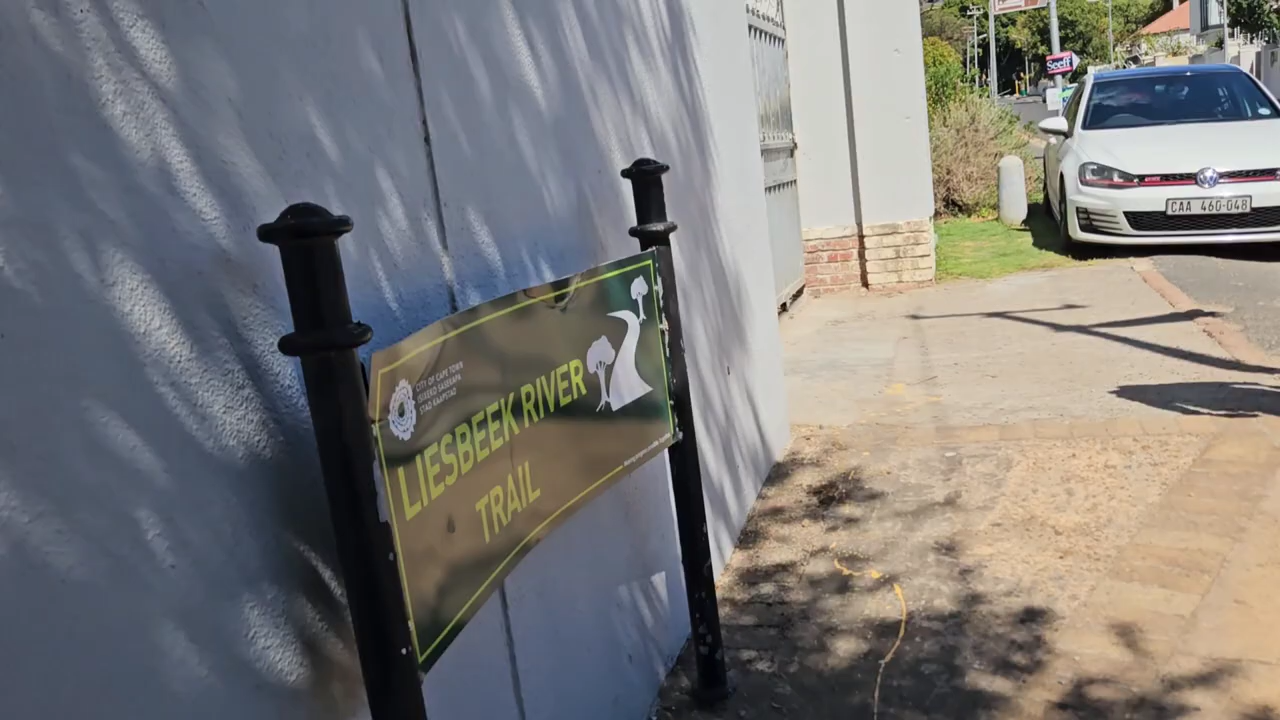 CITY OF CAPE TOWN
ISIXEKO SASEKAPA
STAD KAAPSTAD
LIESBEEK RIVER
TRAIL
Seeff
CAA 460-048